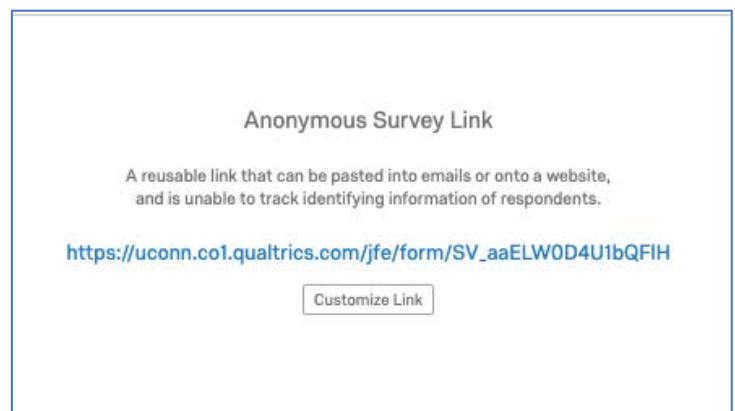 Anonymous Survey Link
A reusable link that can be pasted into emails or onto a website,
and is unable to track identifying information of respondents.
https://uconn.co1.qualtrics.com/jfe/form/SV_aaELW0D4U1bQFIH
Customize Link